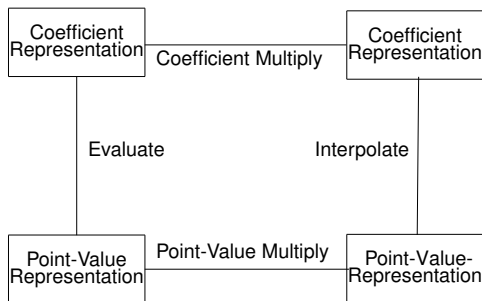 Coefficient
Representation
Coefficient Multiply
Coefficient
Representation
Evaluate
Interpolate
Point-Value
Representation
Point-Value Multiply
Point-Value-
Representation